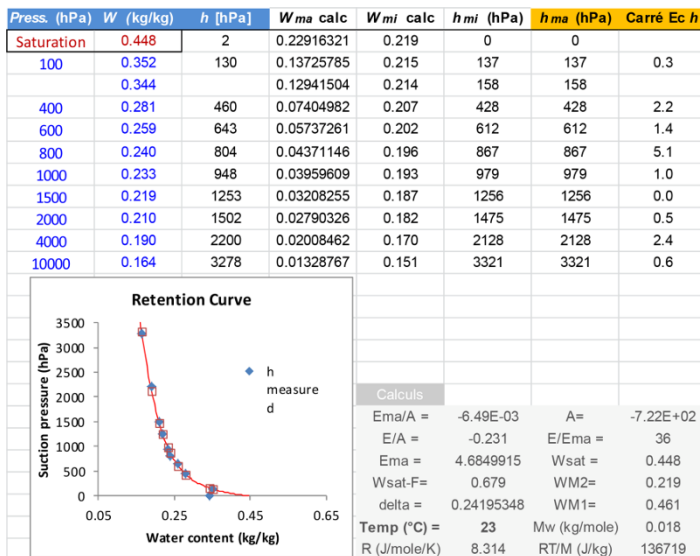 Press. (hPa) W (kg/kg) h [hPa] W ma calc W mi calc h mi (hPa) h ma (hPa) Carré Ec h
Saturation 0.448 2 0.22916321 0.219 0 0
100 0.352 130 0.13725785 0.215 137 137 0.3
0.344 0.12941504 0.214 158 158
400 0.281 460 0.07404982 0.207 428 428 2.2
600 0.259 643 0.05737261 0.202 612 612 1.4
800 0.240 804 0.04371146 0.196 867 867 5.1
1000 0.233 948 0.03959609 0.193 979 979 1.0
1500 0.219 1253 0.03208255 0.187 1256 1256 0.0
2000 0.210 1502 0.02790326 0.182 1475 1475 0.5
4000 0.190 2200 0.02008462 0.170 2128 2128 2.4
10000 0.164 3278 0.01328767 0.151 3321 3321 0.6
Retention Curve
Suction pressure (hPa)
3500
3000
2500
2000
1500
1000
500
0
0.05 0.25 0.45 0.65
Water content (kg/kg)
h
measure
d
Calculs
Ema/A = -6.49E-03 A= -7.22E+02
E/A = -0.231 E/Ema = 36
Ema = 4.6849915 Wsat = 0.448
Wsat-F= 0.679 WM2= 0.219
delta = 0.24195348 WM1= 0.461
Temp (°C) = 23 Mw (kg/mole) 0.018
R (J/mole/K) 8.314 RT/M (J/kg) 136719